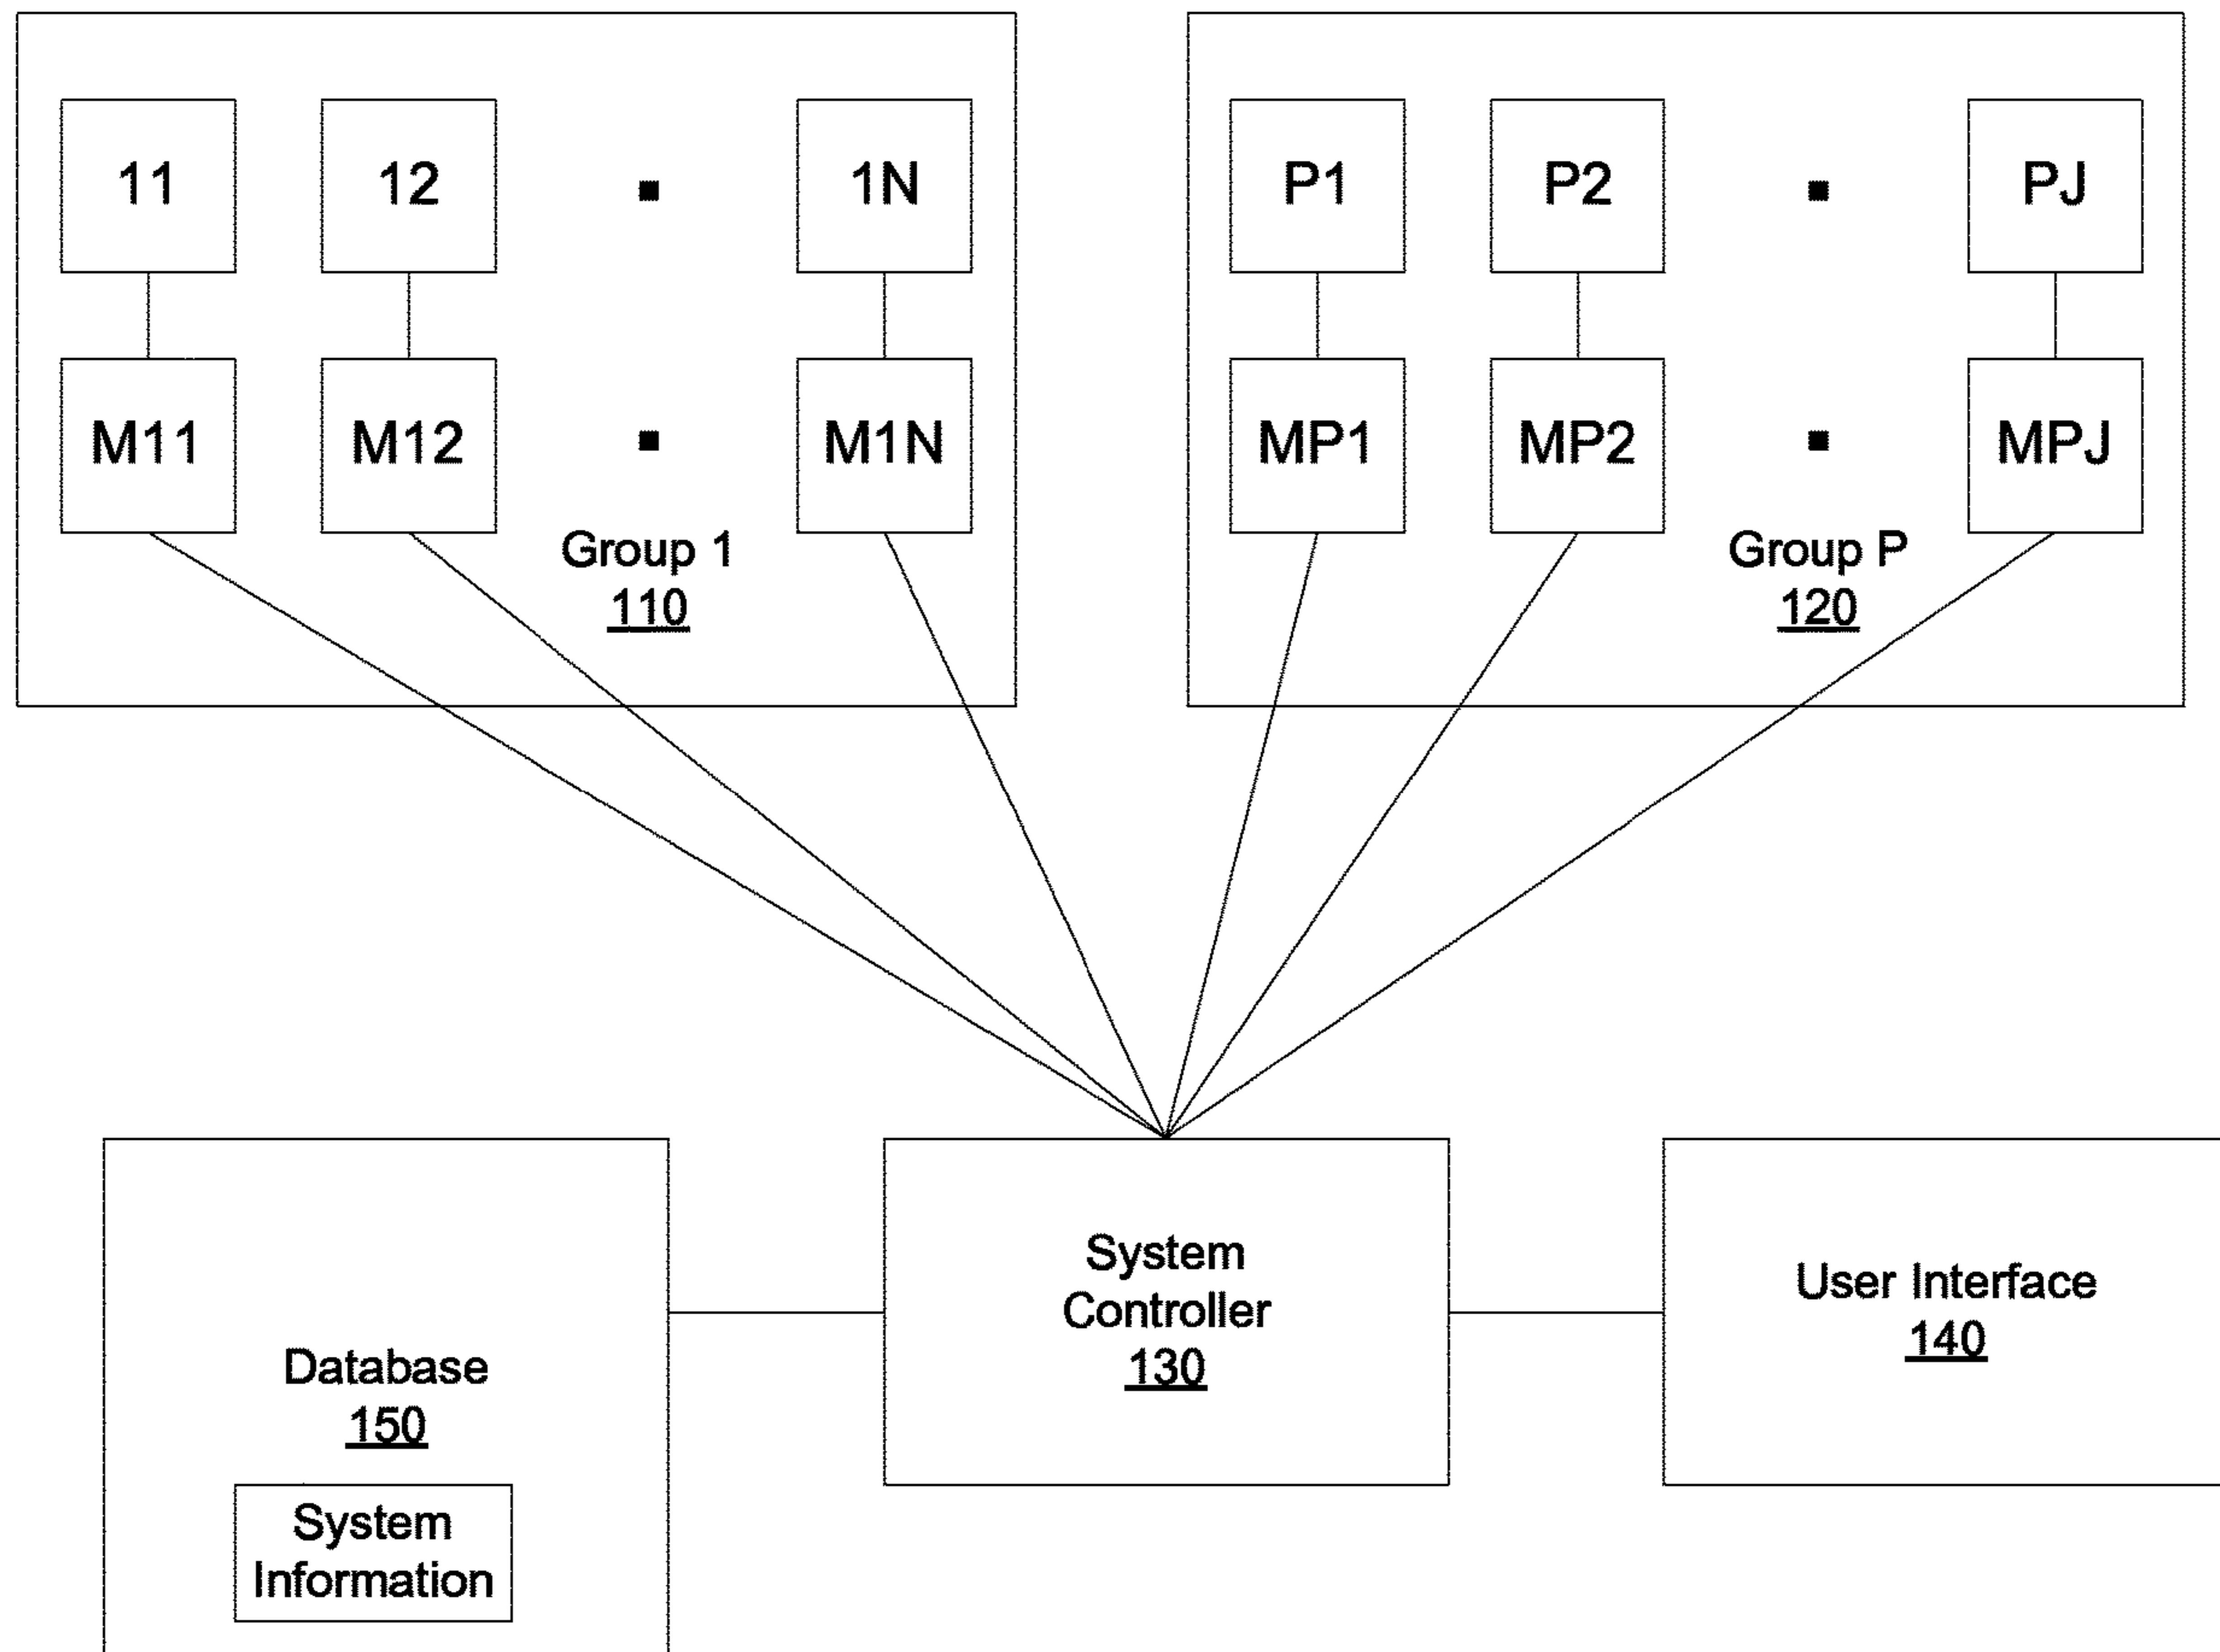 11 12 1N P1 P2 PJ
M11 M12 M1N MP1 MP2 MPJ
Group 1
110
Group P
120
System
Controller
130
User Interface
140
Database
150
System
Information